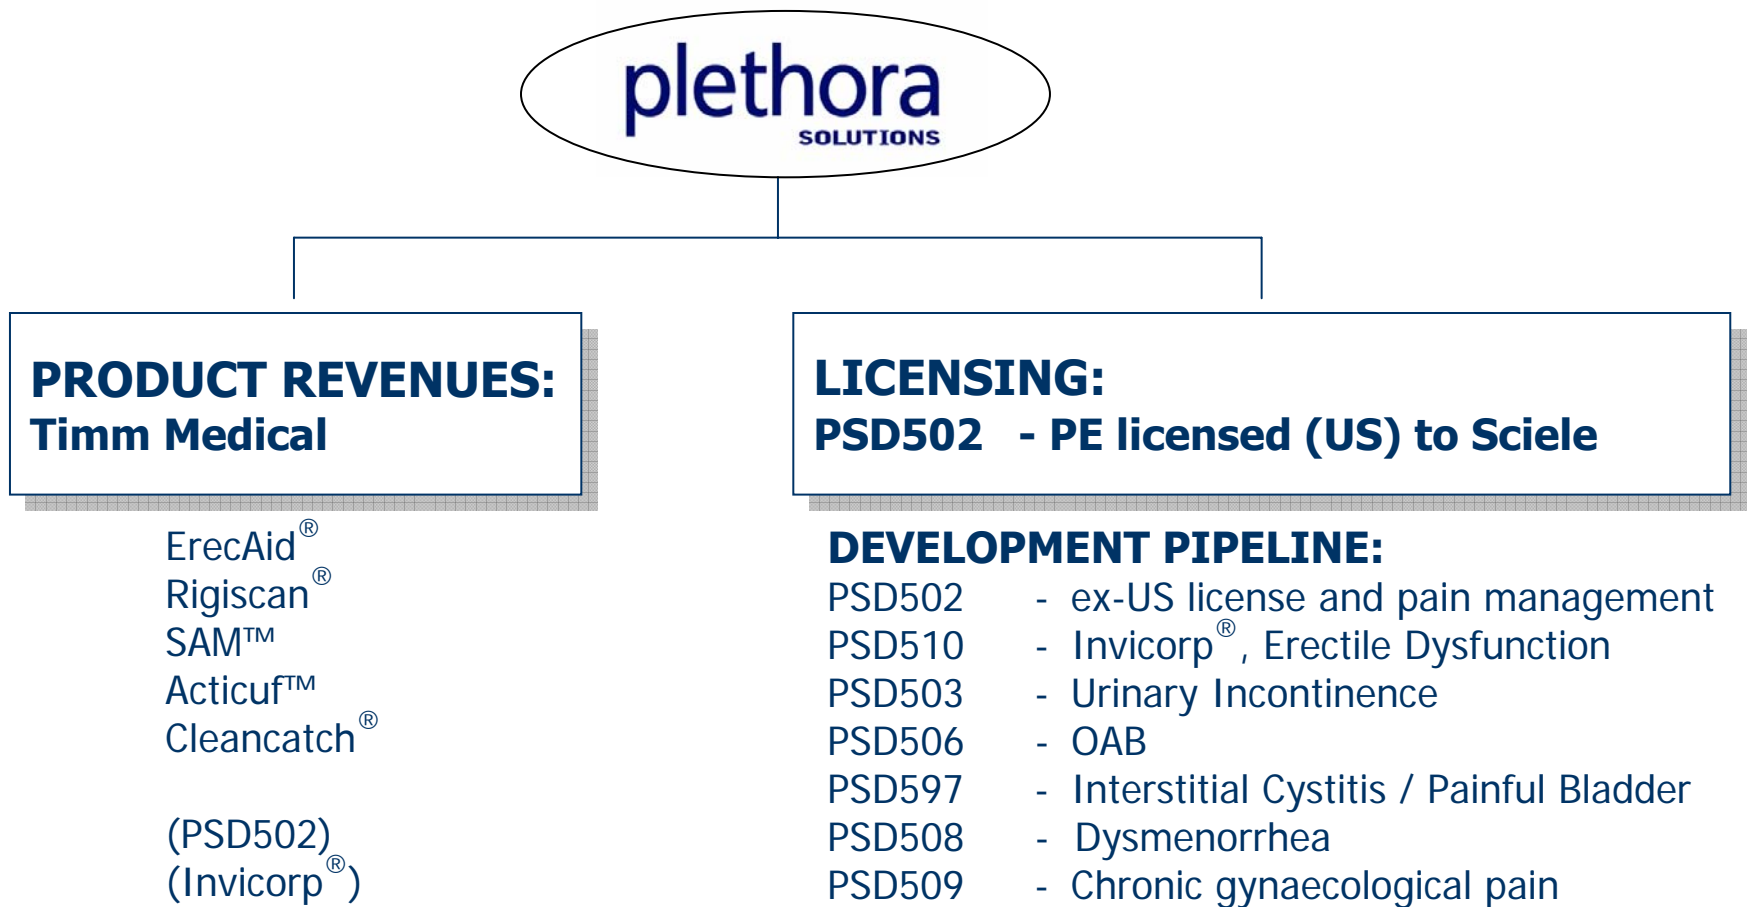 plethora
SOLUTIONS
PRODUCT REVENUES:
Timm Medical
ErecAid®
Rigiscan®
SAM™
Acticuf™
Cleancatch®
(PSD502)
(Invicorp®)
LICENSING:
PSD502 - PE licensed (US) to Sciele
DEVELOPMENT PIPELINE:
PSD502 - ex-US license and pain management
PSD510 - Invicorp®, Erectile Dysfunction
PSD503 - Urinary Incontinence
PSD506 - OAB
PSD597 - Interstitial Cystitis / Painful Bladder
PSD508 - Dysmenorrhea
PSD509 - Chronic gynaecological pain